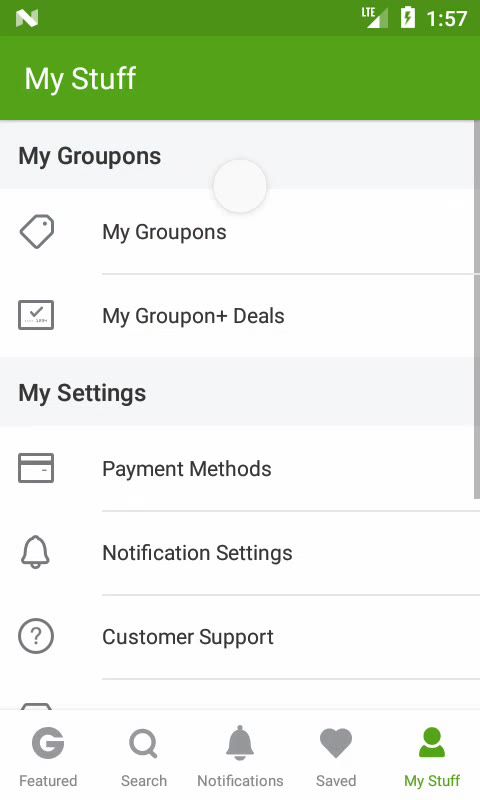 LTE
1:57
My Stuff
My Groupons
My Groupons
My Groupon+ Deals
My Settings
Payment Methods
Notification Settings
?
Customer Support
G
Featured
Search
Notifications
Saved
My Stuff